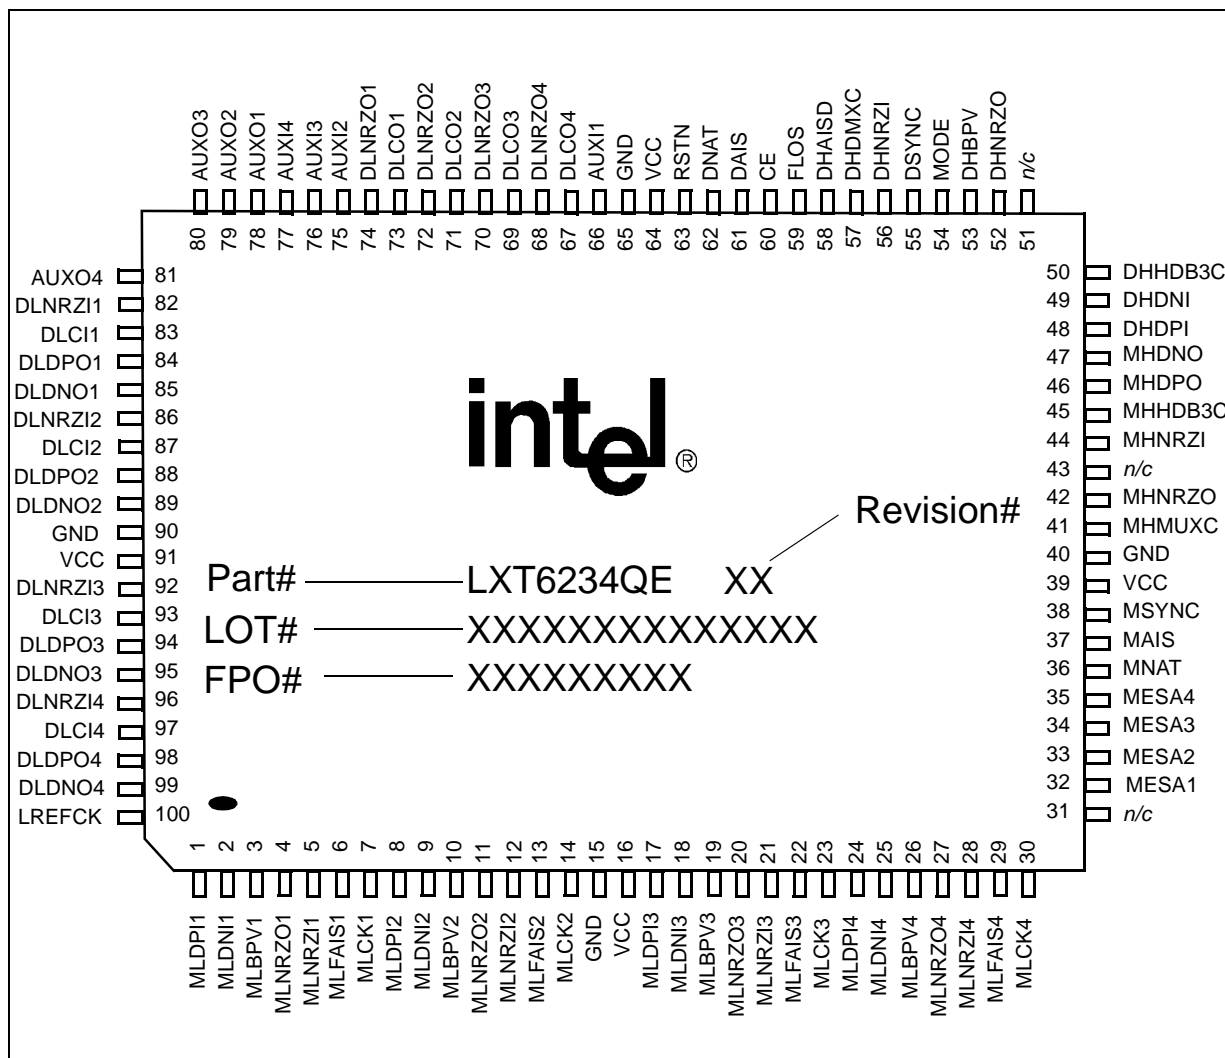 AUXO3 AUXO2 AUXO1 AUXI4 AUXI3 AUXI2 DLNRZO1 DLCO1 DLNRZO2 DLCO2 DLNRZO3 DLCO3 DLNRZO4 DLCO4 AUXI1 GND VCC RSTN DNAT DAIS CE FLOS DHAISD DHDMXC DHNRZI DSYNC MODE DHBPV DHNRZO n/c
80 79 78 77 76 75 74 73 72 71 70 69 68 67 66 65 64 63 62 61 60 59 58 57 56 55 54 53 52 51
AUXO4 81
DLNRZI1 82
DLCI1 83
DLDPO1 84
DLDNO1 85
DLNRZI2 86
DLCI2 87
DLDPO2 88
DLDNO2 89
GND 90
VCC 91
DLNRZI3 92
DLCI3 93
DLDPO3 94
DLDNO3 95
DLNRZI4 96
DLCI4 97
DLDPO4 98
DLDNO4 99
LREFCK 100
intel ®
Revision#
Part# LXT6234QE XX
LOT# XXXXXXXXXXXXXX
FPO# XXXXXXXXX
50 DHHDB3C
49 DHDNI
48 DHDPI
47 MHDNO
46 MHDPO
45 MHHDB3C
44 MHNRZI
43 n/c
42 MHNRZO
41 MHMUXC
40 GND
39 VCC
38 MSYNC
37 MAIS
36 MNAT
35 MESA4
34 MESA3
33 MESA2
32 MESA1
31 n/c
1 2 3 4 5 6 7 8 9 10 11 12 13 14 15 16 17 18 19 20 21 22 23 24 25 26 27 28 29 30
MLDPI1 MLDNI1 MLBPV1 MLNRZO1 MLNRZI1 MLFAIS1 MLCK1 MLDPI2 MLDNI2 MLBPV2 MLNRZO2 MLNRZI2 MLFAIS2 MLCK2 GND VCC MLDPI3 MLDNI3 MLBPV3 MLNRZO3 MLNRZI3 MLFAIS3 MLCK3 MLDPI4 MLDNI4 MLBPV4 MLNRZO4 MLNRZI4 MLFAIS4 MLCK4